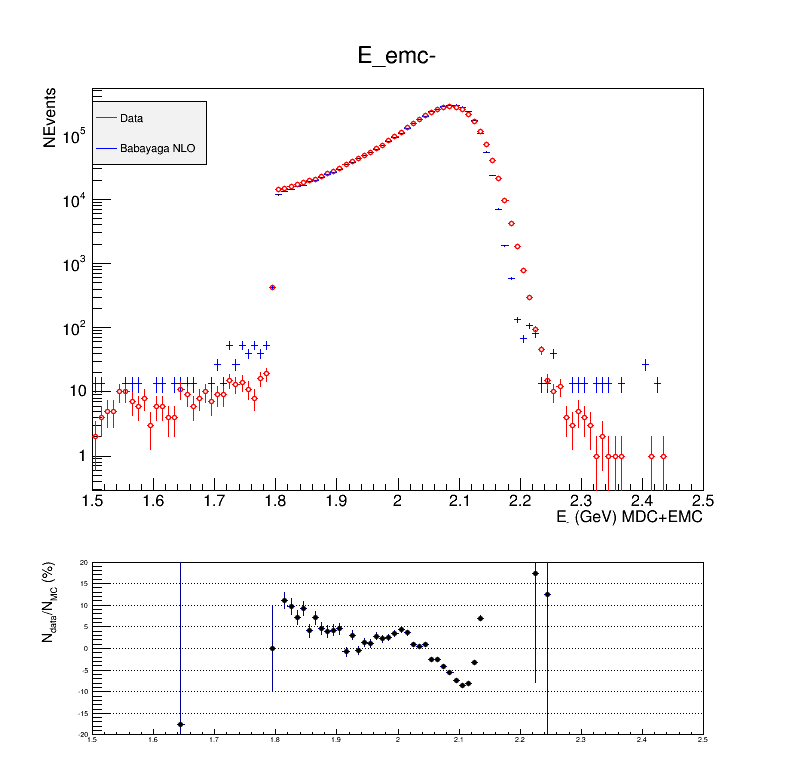 E_emc-
NEvents
Data
Babayaga NLO
10^5
10^4
10^3
10^2
10
1
1.5 1.6 1.7 1.8 1.9 2 2.1 2.2 2.3 2.4 2.5
E_- (GeV) MDC+EMC
N_data/N_MC (%)
20
15
10
5
0
-5
-10
-15
-20
1.5 1.6 1.7 1.8 1.9 2 2.1 2.2 2.3 2.4 2.5